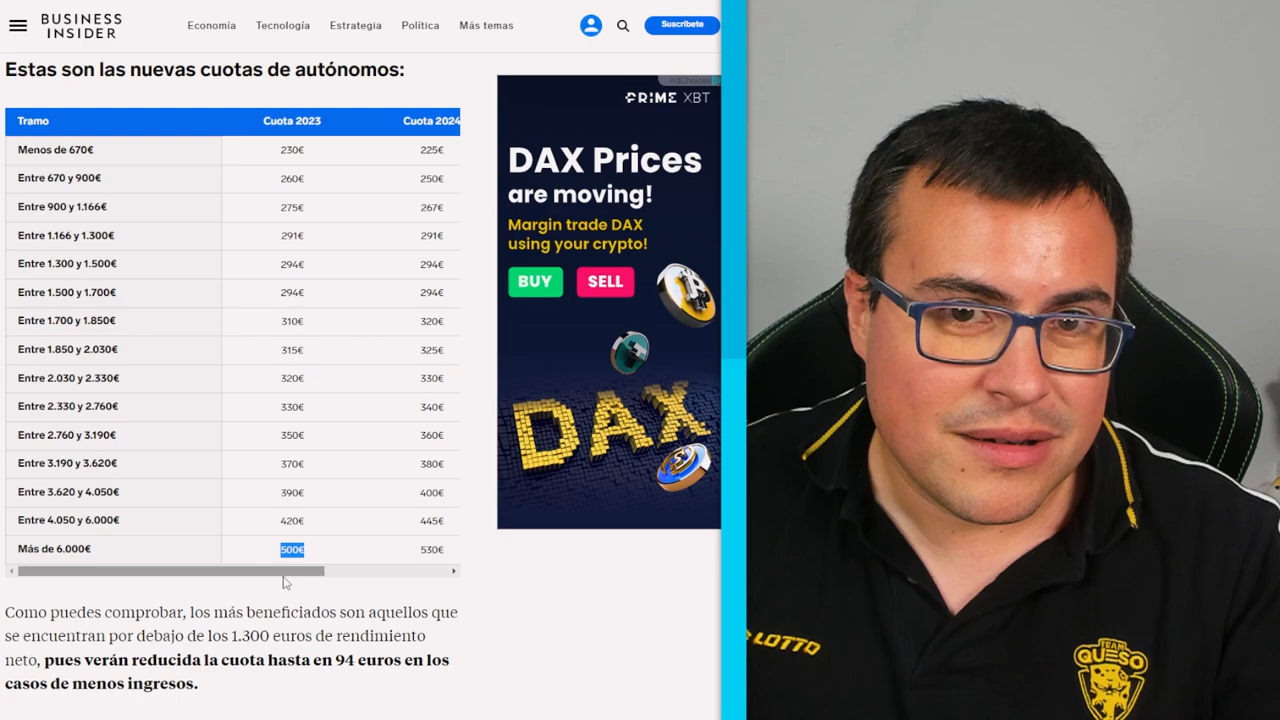 BUSINESS
INSIDER
Economía Tecnología Estrategia Política Más temas
Suscríbete
Estas son las nuevas cuotas de autónomos:
Tramo Cuota 2023 Cuota 2024
Menos de 670€ 230€ 225€
Entre 670 y 900€ 260€ 250€
Entre 900 y 1.166€ 275€ 267€
Entre 1.166 y 1.300€ 291€ 291€
Entre 1.300 y 1.500€ 294€ 294€
Entre 1.500 y 1.700€ 294€ 294€
Entre 1.700 y 1.850€ 310€ 320€
Entre 1.850 y 2.030€ 315€ 325€
Entre 2.030 y 2.330€ 320€ 330€
Entre 2.330 y 2.760€ 330€ 340€
Entre 2.760 y 3.190€ 350€ 360€
Entre 3.190 y 3.620€ 370€ 380€
Entre 3.620 y 4.050€ 390€ 400€
Entre 4.050 y 6.000€ 420€ 445€
Más de 6.000€ 500€ 530€
Como puedes comprobar, los más beneficiados son aquellos que
se encuentran por debajo de los 1.300 euros de rendimiento
neto, pues verán reducida la cuota hasta en 94 euros en los
casos de menos ingresos.
AdChoices
PRIME XBT
DAX Prices
are moving!
Margin trade DAX
using your crypto!
BUY SELL
DAX
LOTTO
TEAM
QUESO